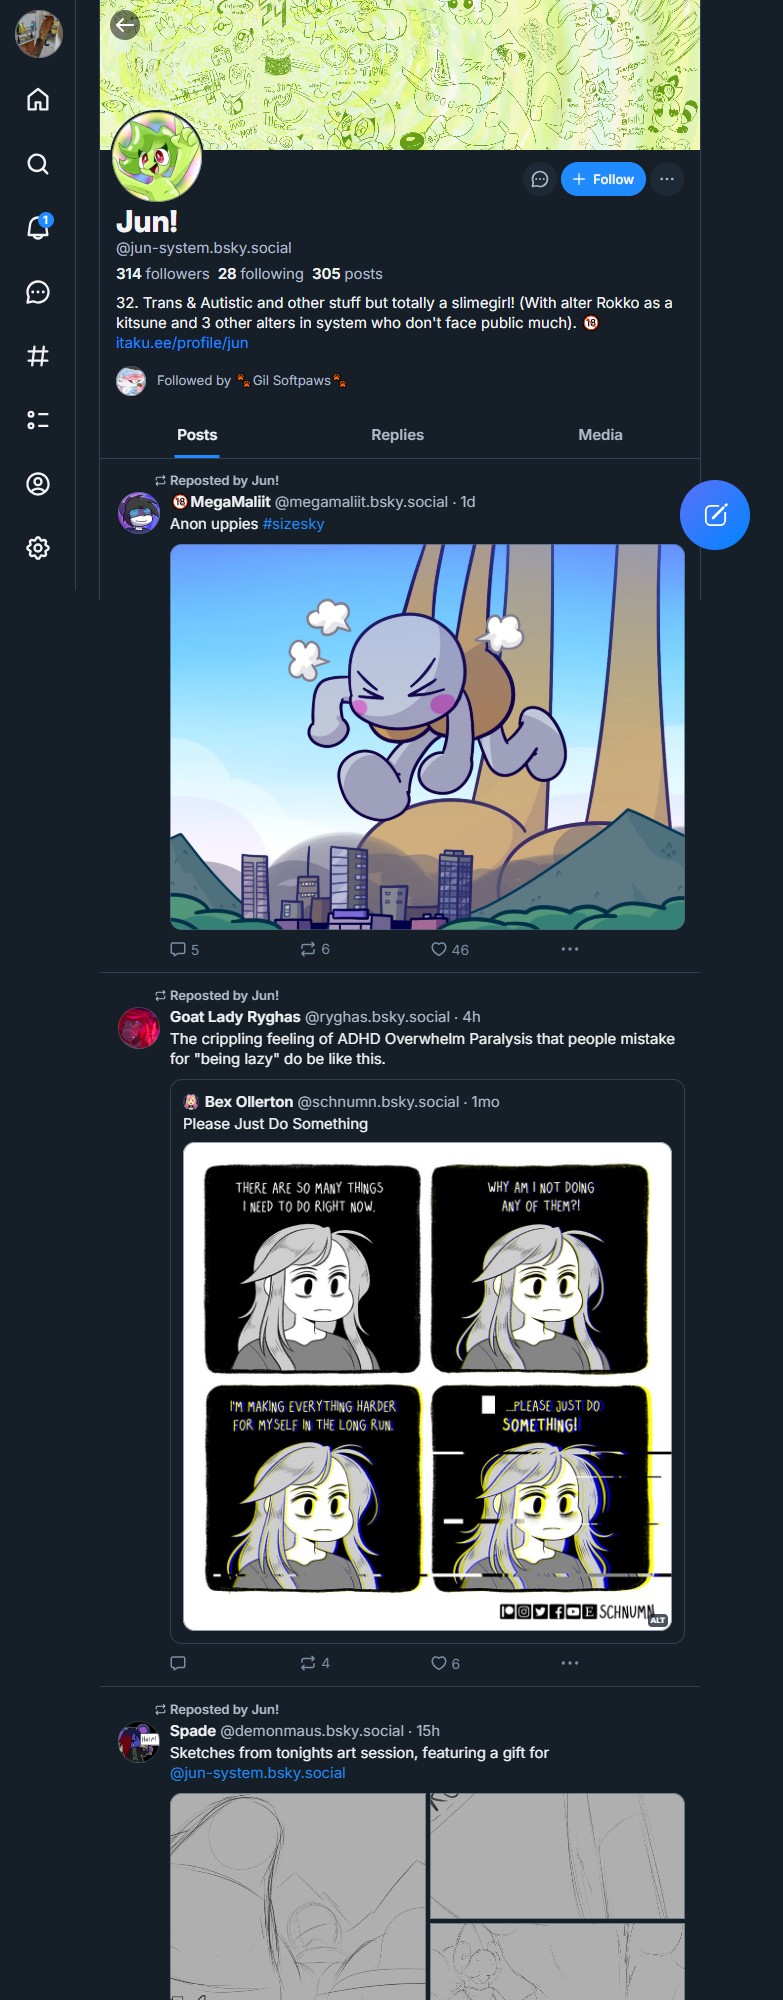 1
Follow
Jun!
@jun-system.bsky.social
314 followers 28 following 305 posts
32. Trans & Autistic and other stuff but totally a slimegirl! (With alter Rokko as a
kitsune and 3 other alters in system who don't face public much). 🔞
itaku.ee/profile/jun
Followed by 🐾Gil Softpaws🐾
Posts Replies Media
Reposted by Jun!
🔞MegaMaliit @megamaliit.bsky.social · 1d
Anon uppies #sizesky
5 6 46
Reposted by Jun!
Goat Lady Ryghas @ryghas.bsky.social · 4h
The crippling feeling of ADHD Overwhelm Paralysis that people mistake
for "being lazy" do be like this.
Bex Ollerton @schnumn.bsky.social · 1mo
Please Just Do Something
THERE ARE SO MANY THINGS
I NEED TO DO RIGHT NOW.
WHY AM I NOT DOING
ANY OF THEM?!
I'M MAKING EVERYTHING HARDER
FOR MYSELF IN THE LONG RUN.
...PLEASE JUST DO
SOMETHING!
SCHNUMN
ALT
4 6
Reposted by Jun!
Spade @demonmaus.bsky.social · 15h
Help!
Sketches from tonights art session, featuring a gift for
@jun-system.bsky.social